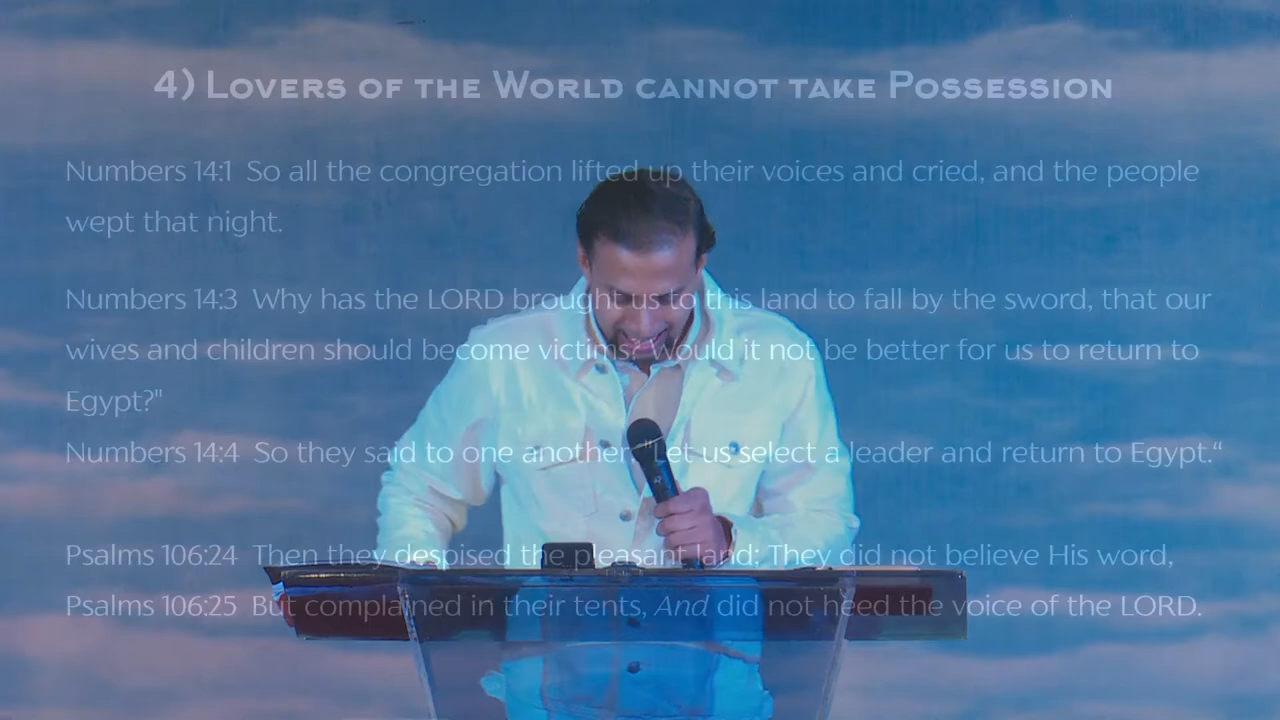 4) Lovers of the World cannot take Possession
Numbers 14:1 So all the congregation lifted up their voices and cried, and the people
wept that night.
Numbers 14:3 Why has the LORD brought this land to fall by the sword, that our
wives and children should become victims? Would it not be better for us to return to
Egypt?"
Numbers 14:4 So they said to one another, "Let us select a leader and return to Egypt."
Psalms 106:24 Then they despised the pleasant land; They did not believe His word,
Psalms 106:25 But complained in their tents, And did not heed the voice of the LORD.